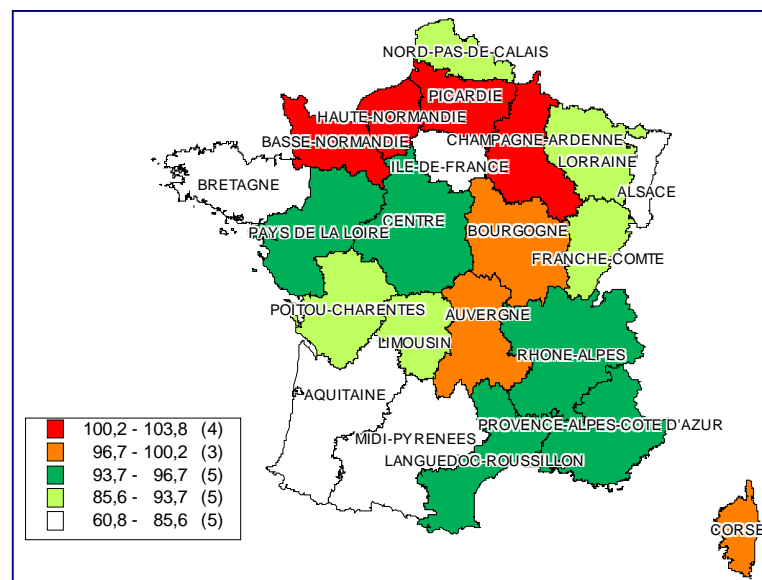 NORD-PAS-DE-CALAIS
PICARDIE
HAUTE-NORMANDIE
BASSE-NORMANDIE
CHAMPAGNE-ARDENNE
ILE-DE-FRANCE
LORRAINE
BRETAGNE
ALSACE
CENTRE
PAYS DE LA LOIRE
BOURGOGNE
FRANCHE-COMTE
POITOU-CHARENTES
AUVERGNE
LIMOUSIN
RHONE-ALPES
AQUITAINE
PROVENCE-ALPES-COTE D'AZUR
MIDI-PYRENEES
LANGUEDOC-ROUSSILLON
CORSE
100,2 - 103,8 (4)
96,7 - 100,2 (3)
93,7 - 96,7 (5)
85,6 - 93,7 (5)
60,8 - 85,6 (5)